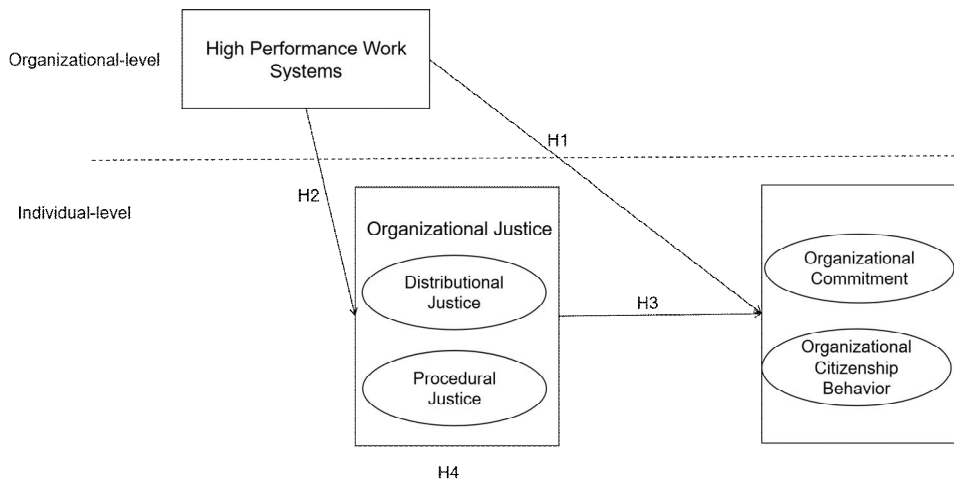 High Performance Work
Systems
Organizational-level
H1
H2
Individual-level
Organizational Justice
Distributional
Justice
Procedural
Justice
H3
Organizational
Commitment
Organizational
Citizenship
Behavior
H4